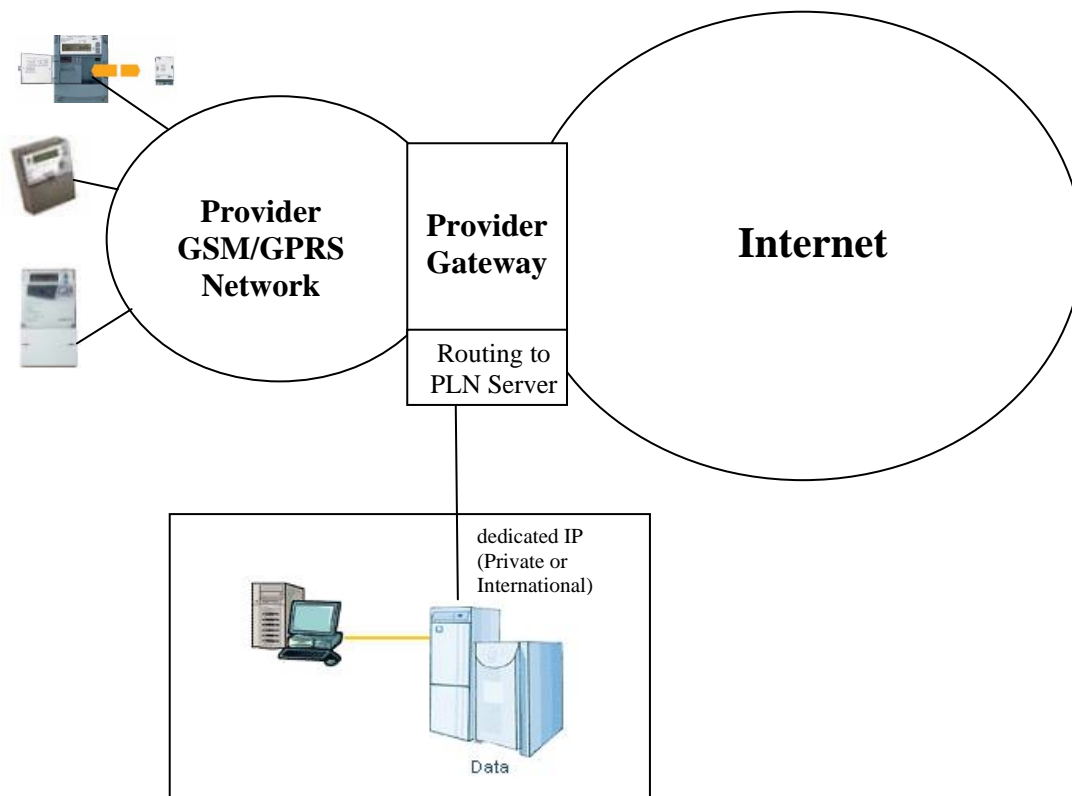 Provider
GSM/GPRS
Network
Provider
Gateway
Internet
Routing to
PLN Server
dedicated IP
(Private or
International)
Data